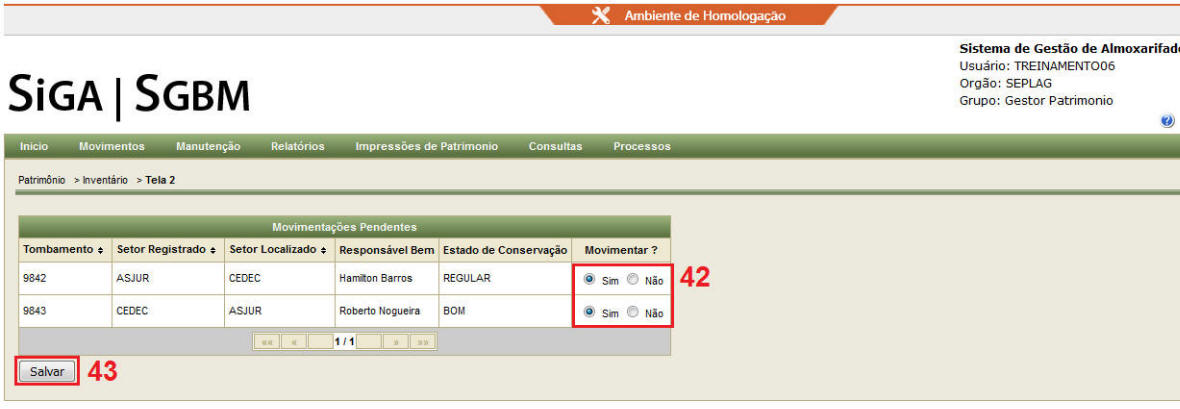 Ambiente de Homologação
Sistema de Gestão de Almoxarifado
Usuário: TREINAMENTO06
Orgão: SEPLAG
Grupo: Gestor Patrimonio
SIGA | SGBM
Inicio Movimentos Manutenção Relatórios Impressões de Patrimonio Consultas Processos
Patrimônio > Inventário > Tela 2
Movimentações Pendentes
Tombamento Setor Registrado Setor Localizado Responsável Bem Estado de Conservação Movimentar ?
9842 ASJUR CEDEC Hamilton Barros REGULAR Sim Não 42
9843 CEDEC ASJUR Roberto Nogueira BOM Sim Não
«« « 1 / 1 » »»
Salvar 43